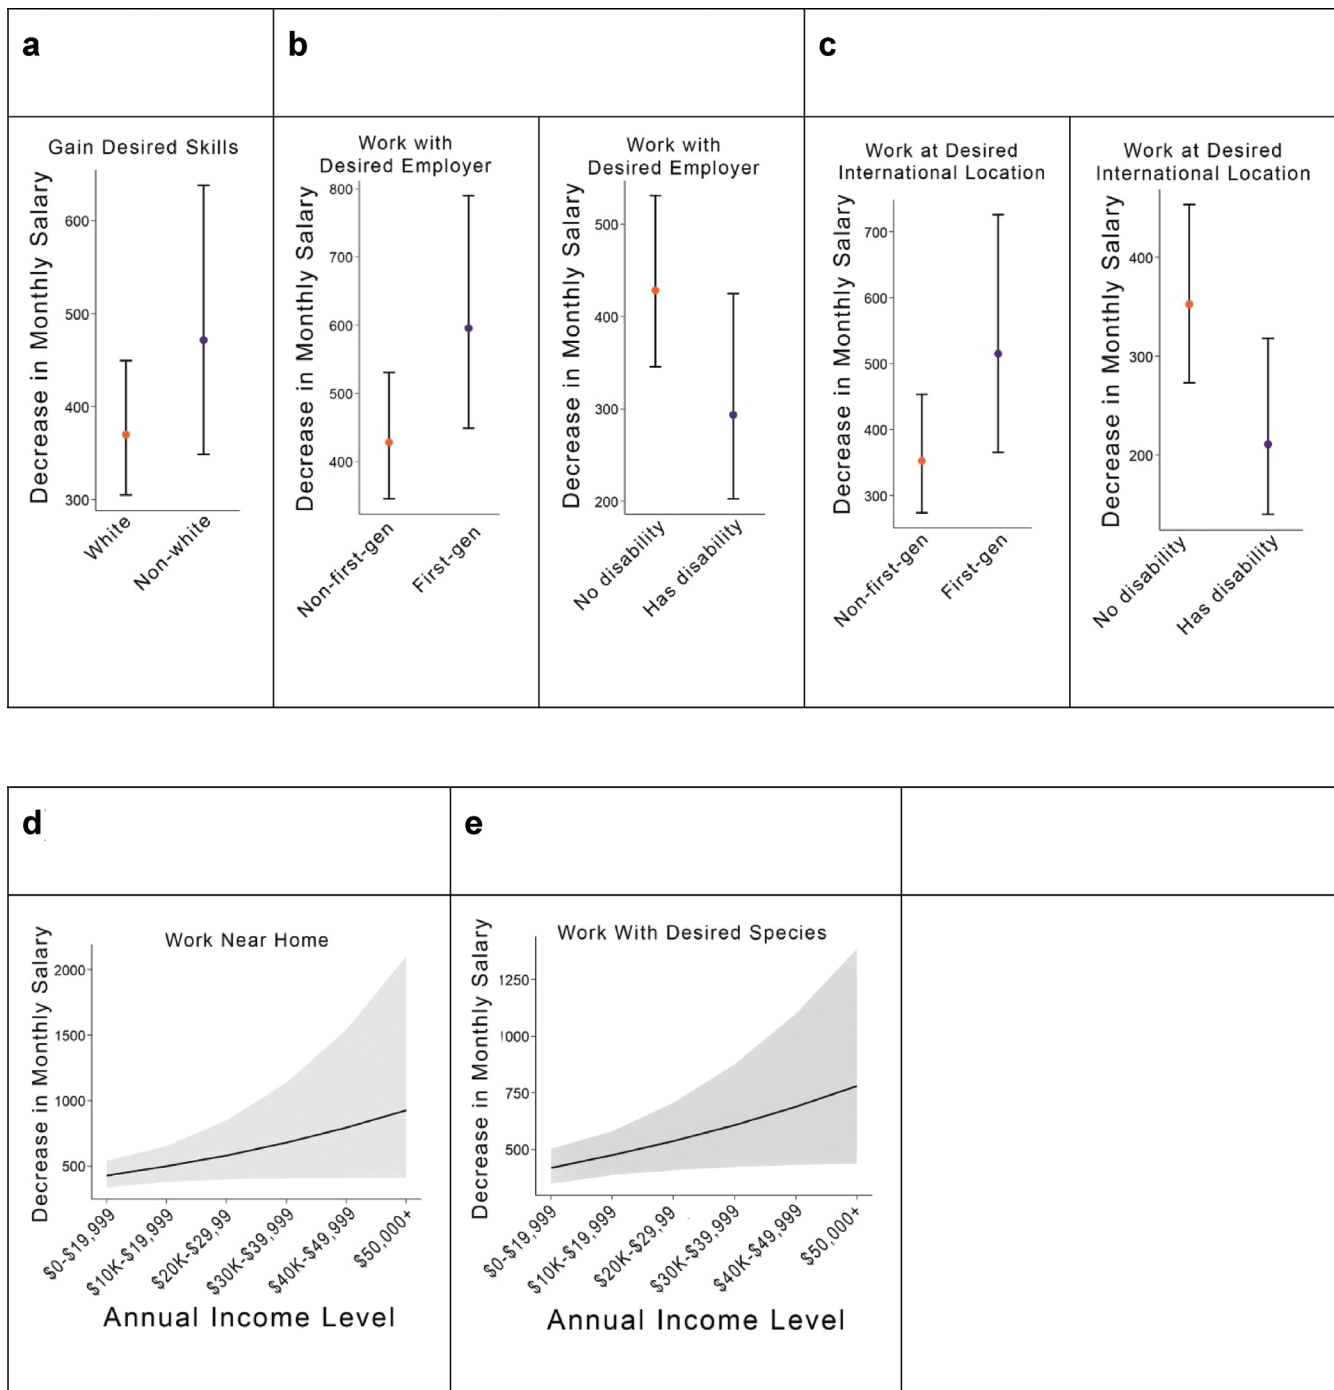 a
b
c
Gain Desired Skills
Decrease in Monthly Salary
600
500
400
300
White
Non-white
Work with
Desired Employer
Decrease in Monthly Salary
800
700
600
500
400
Non-first-gen
First-gen
Work with
Desired Employer
Decrease in Monthly Salary
500
400
300
200
No disability
Has disability
Work at Desired
International Location
Decrease in Monthly Salary
700
600
500
400
300
Non-first-gen
First-gen
Work at Desired
International Location
Decrease in Monthly Salary
400
300
200
No disability
Has disability
d
e
Work Near Home
Decrease in Monthly Salary
2000
1500
1000
500
$0-$19,999
$10K-$19,999
$20K-$29,99
$30K-$39,999
$40K-$49,999
$50,000+
Annual Income Level
Work With Desired Species
Decrease in Monthly Salary
1250
1000
750
500
$0-$19,999
$10K-$19,999
$20K-$29,99
$30K-$39,999
$40K-$49,999
$50,000+
Annual Income Level